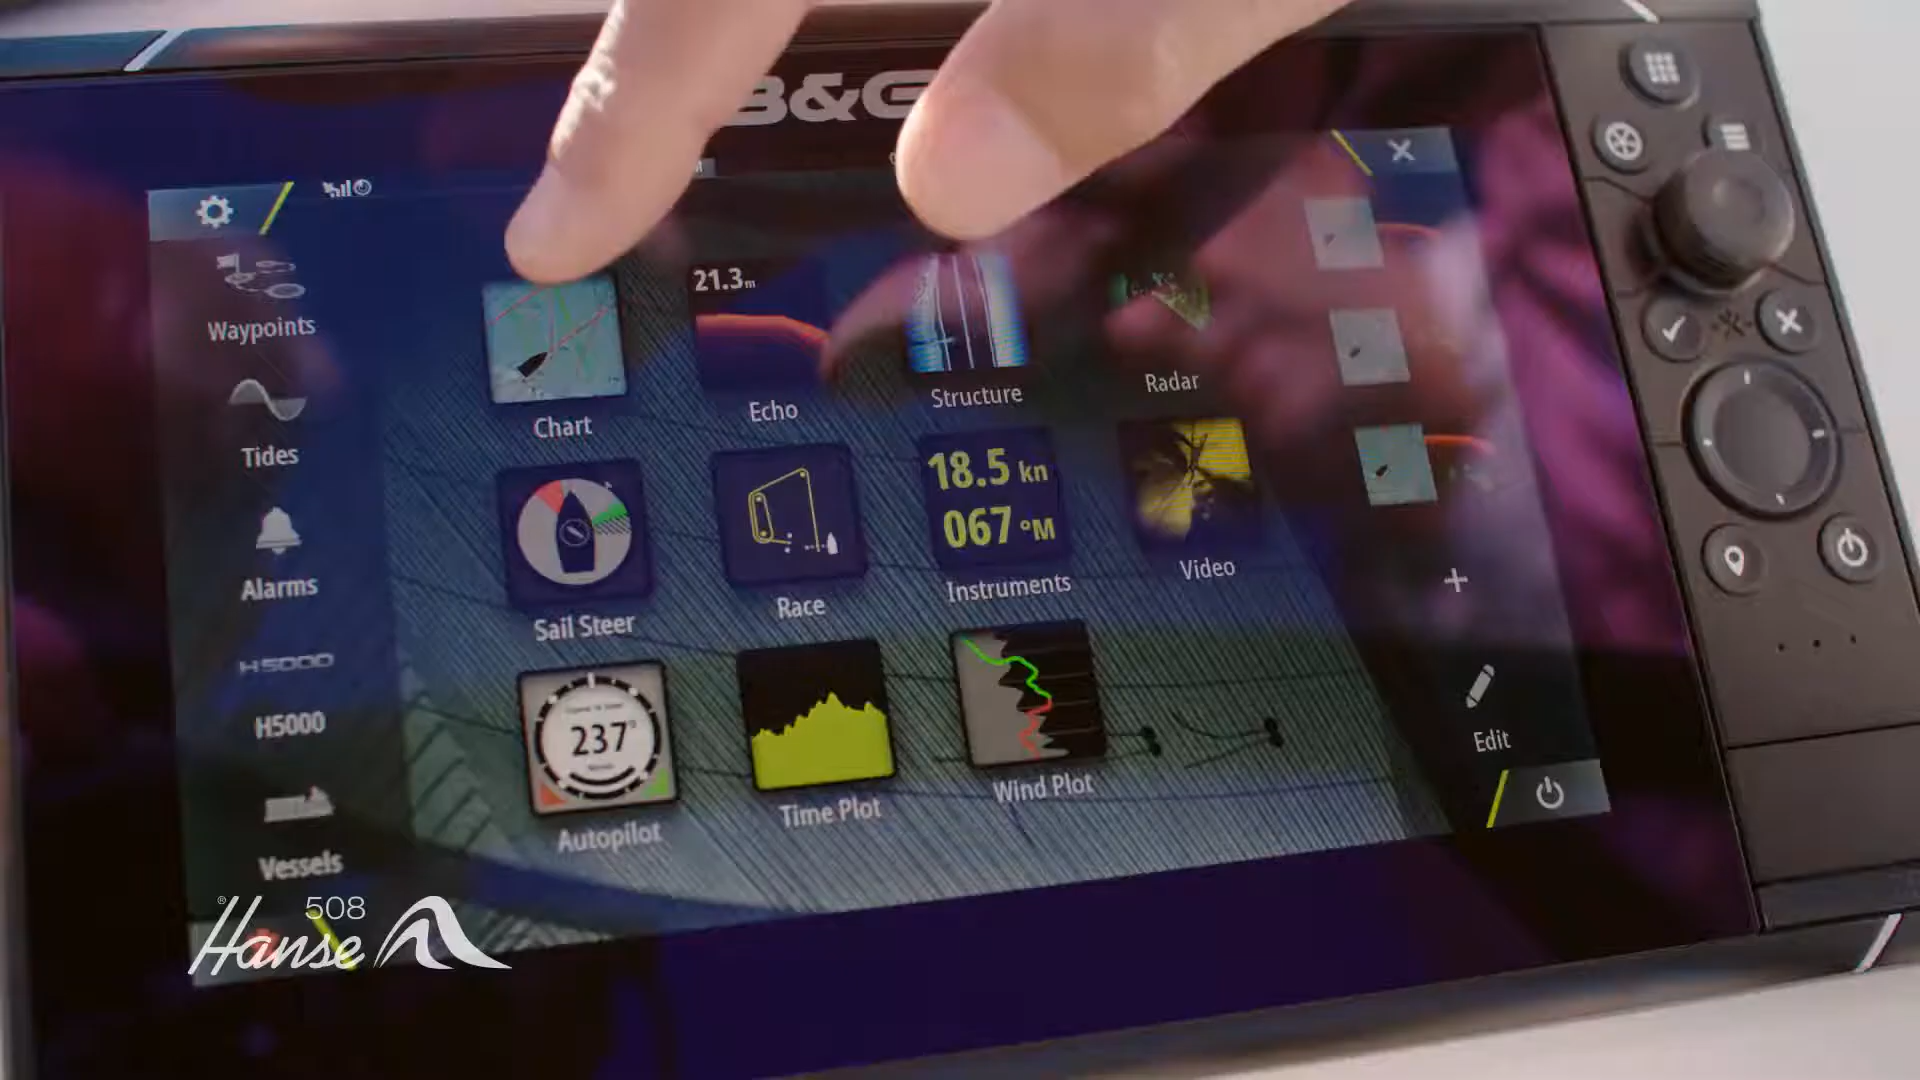 B&G
21.3m
Waypoints
Chart
Echo
Structure
Radar
Tides
18.5 kn
067 °M
Alarms
Sail Steer
Race
Instruments
Video
H5000
H5000
237°
Edit
Autopilot
Time Plot
Wind Plot
Vessels
508
Hanse